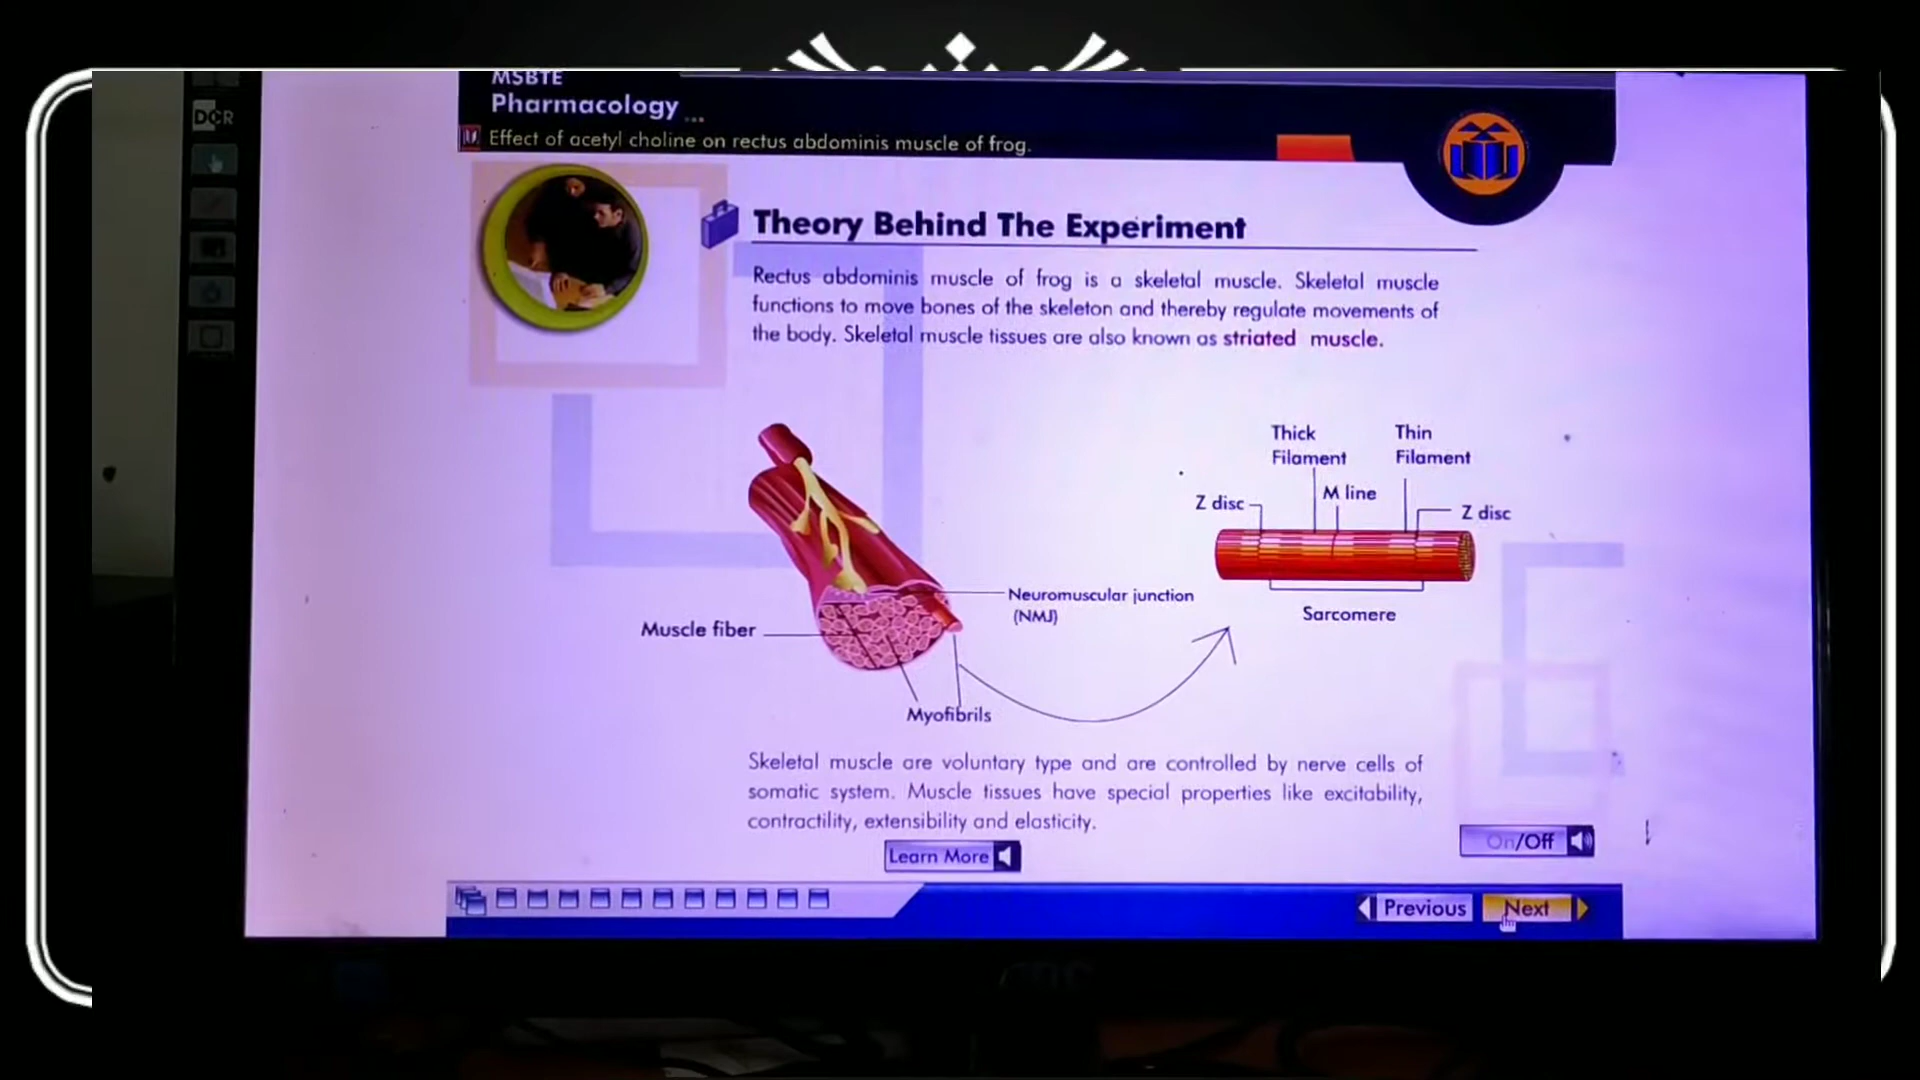 MSBTE
DCR
Pharmacology ...
Effect of acetyl choline on rectus abdominis muscle of frog.
Theory Behind The Experiment
Rectus abdominis muscle of frog is a skeletal muscle. Skeletal muscle
functions to move bones of the skeleton and thereby regulate movements of
the body. Skeletal muscle tissues are also known as striated muscle.
Thick
Filament
Thin
Filament
M line
Z disc
Z disc
Neuromuscular junction
(NMJ)
Sarcomere
Muscle fiber
Myofibrils
Skeletal muscle are voluntary type and are controlled by nerve cells of
somatic system. Muscle tissues have special properties like excitability,
contractility, extensibility and elasticity.
On/Off
Learn More
Previous
Next